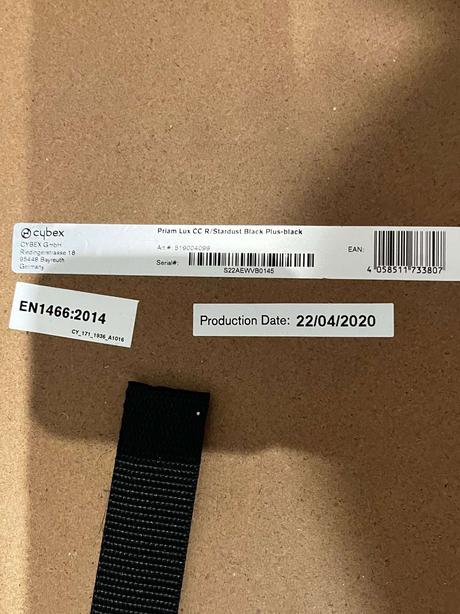 cybex
CYBEX GmbH
Riedingerstrasse 18
95448 Bayreuth
Germany
Priam Lux CC R/Stardust Black Plus-black
Art.#: 519004099
Serial#:
S22AEWVB0145
EAN:
4 058511 733807
EN1466:2014
CY_171_1936_A1016
Production Date: 22/04/2020